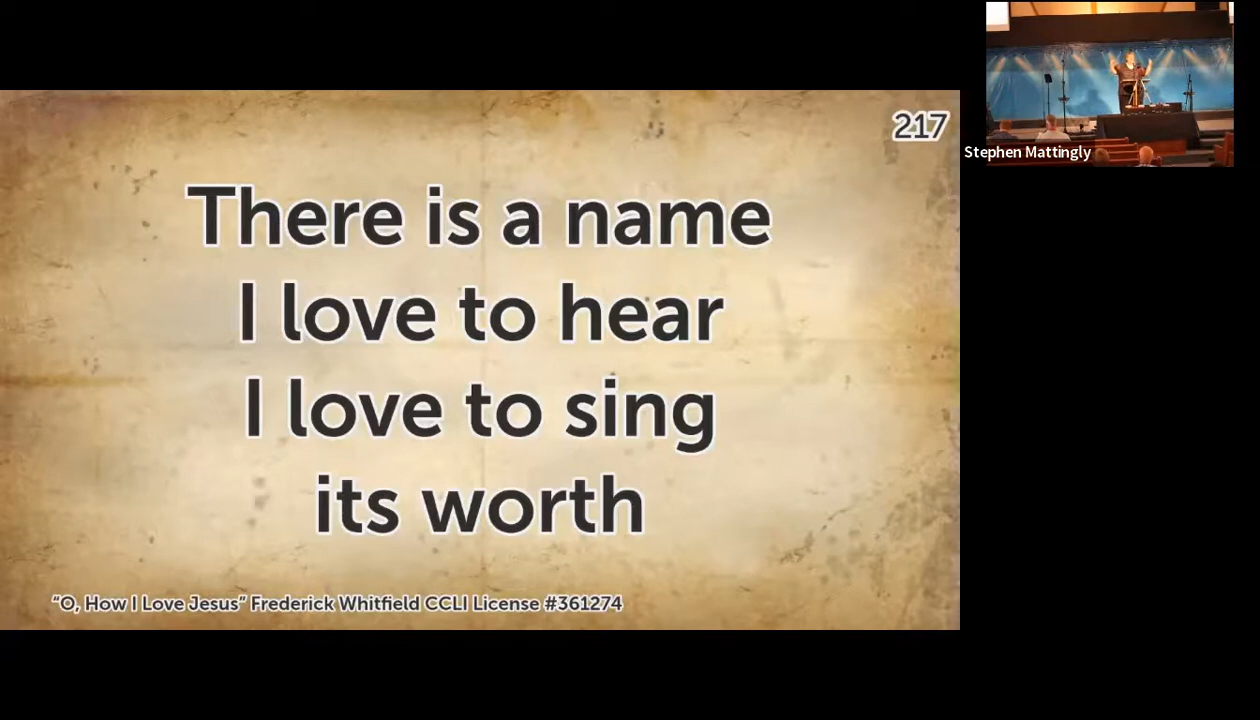 217
Stephen Mattingly
There is a name
I love to hear
I love to sing
its worth
“O, How I Love Jesus” Frederick Whitfield CCLI License #361274